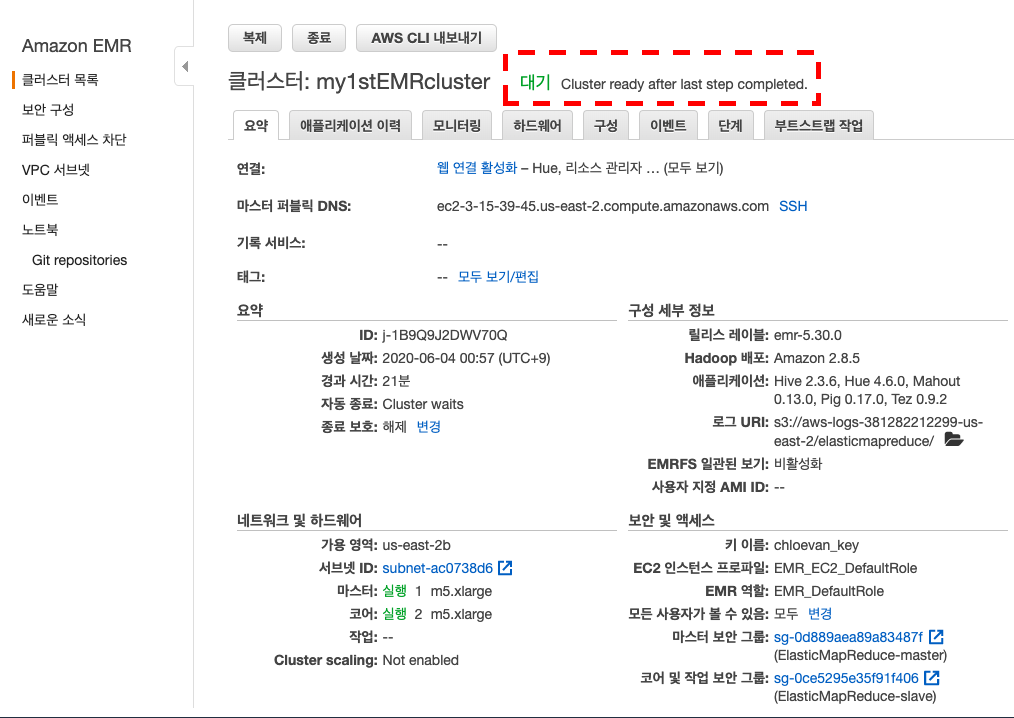 Amazon EMR
클러스터 목록
보안 구성
퍼블릭 액세스 차단
VPC 서브넷
이벤트
노트북
Git repositories
도움말
새로운 소식
복제 종료 AWS CLI 내보내기
클러스터: my1stEMRcluster 대기 Cluster ready after last step completed.
요약 애플리케이션 이력 모니터링 하드웨어 구성 이벤트 단계 부트스트랩 작업
연결: 웹 연결 활성화 – Hue, 리소스 관리자 … (모두 보기)
마스터 퍼블릭 DNS: ec2-3-15-39-45.us-east-2.compute.amazonaws.com SSH
기록 서비스: --
태그: -- 모두 보기/편집
요약
ID: j-1B9Q9J2DWV70Q
생성 날짜: 2020-06-04 00:57 (UTC+9)
경과 시간: 21분
자동 종료: Cluster waits
종료 보호: 해제 변경
구성 세부 정보
릴리스 레이블: emr-5.30.0
Hadoop 배포: Amazon 2.8.5
애플리케이션: Hive 2.3.6, Hue 4.6.0, Mahout
0.13.0, Pig 0.17.0, Tez 0.9.2
로그 URI: s3://aws-logs-381282212299-us-
east-2/elasticmapreduce/
EMRFS 일관된 보기: 비활성화
사용자 지정 AMI ID: --
네트워크 및 하드웨어
가용 영역: us-east-2b
서브넷 ID: subnet-ac0738d6
마스터: 실행 1 m5.xlarge
코어: 실행 2 m5.xlarge
작업: --
Cluster scaling: Not enabled
보안 및 액세스
키 이름: chloevan_key
EC2 인스턴스 프로파일: EMR_EC2_DefaultRole
EMR 역할: EMR_DefaultRole
모든 사용자가 볼 수 있음: 모두 변경
마스터 보안 그룹: sg-0d889aea89a83487f
(ElasticMapReduce-master)
코어 및 작업 보안 그룹: sg-0ce5295e35f91f406
(ElasticMapReduce-slave)